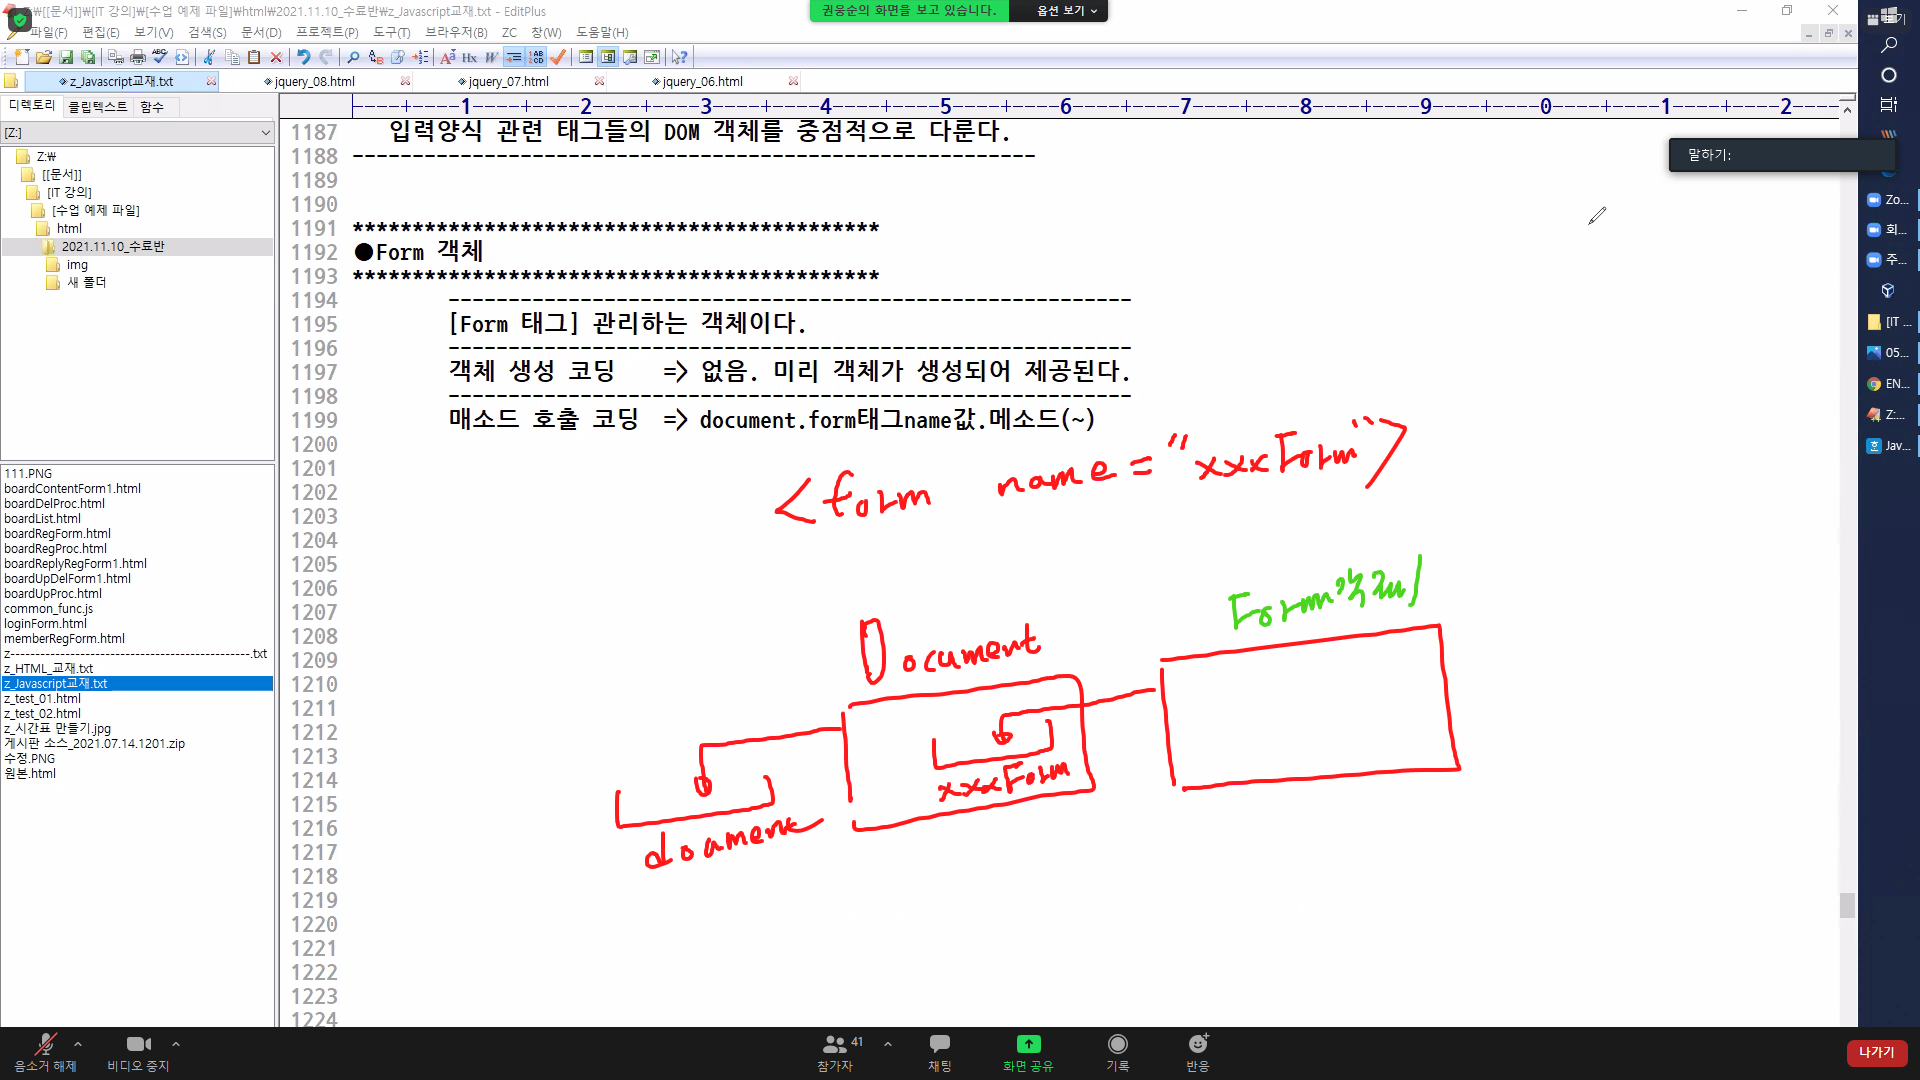 Z:₩[[문서]]₩[IT 강의]₩[수업 예제 파일]₩html₩2021.11.10_수료반₩z_Javascript교재.txt - EditPlus
권웅순의 화면을 보고 있습니다.
옵션 보기
파일(F) 편집(E) 보기(V) 검색(S) 문서(D) 프로젝트(P) 도구(T) 브라우저(B) ZC 창(W) 도움말(H)
z_Javascript교재.txt
jquery_08.html
jquery_07.html
jquery_06.html
디렉토리 클립텍스트 함수
[Z:]
Z:₩
[[문서]]
[IT 강의]
[수업 예제 파일]
html
2021.11.10_수료반
img
새 폴더
111.PNG
boardContentForm1.html
boardDelProc.html
boardList.html
boardRegForm.html
boardRegProc.html
boardReplyRegForm1.html
boardUpDelForm1.html
boardUpProc.html
common_func.js
loginForm.html
memberRegForm.html
z------------------------------------------------.txt
z_HTML_교재.txt
z_Javascript교재.txt
z_test_01.html
z_test_02.html
z_시간표 만들기.jpg
게시판 소스_2021.07.14.1201.zip
수정.PNG
원본.html
----+----1----+----2----+----3----+----4----+----5----+----6----+----7----+----8----+----9----+----0----+----1----+----2----
1187 입력양식 관련 태그들의 DOM 객체를 중점적으로 다룬다.
1188 ---------------------------------------------------------
1189
1190
1191 ********************************************
1192 ●Form 객체
1193 ********************************************
1194 ---------------------------------------------------------
1195 [Form 태그] 관리하는 객체이다.
1196 ---------------------------------------------------------
1197 객체 생성 코딩 => 없음. 미리 객체가 생성되어 제공된다.
1198 ---------------------------------------------------------
1199 매소드 호출 코딩 => document.form태그name값.메소드(~)
1200
1201
1202
1203
1204
1205
1206
1207
1208
1209
1210
1211
1212
1213
1214
1215
1216
1217
1218
1219
1220
1221
1222
1223
1224
<form name="xxxForm">
Form객체
Document
xxxForm
document
말하기:
보기
Zo...
회...
주...
[IT ...
05...
EN...
Z:...
Jav...
음소거 해제
비디오 중지
41
참가자
채팅
화면 공유
기록
반응
나가기